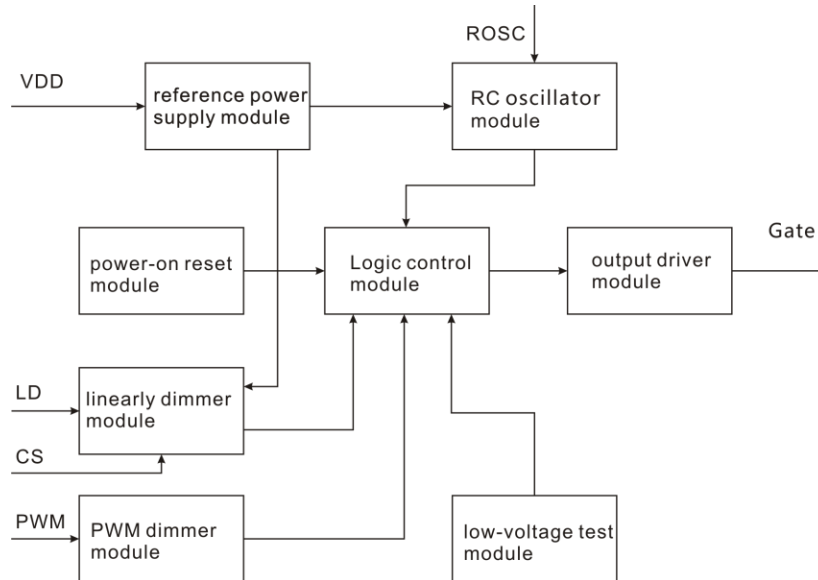 ROSC
VDD
reference power
supply module
RC oscillator
module
Gate
power-on reset
module
Logic control
module
output driver
module
LD
linearly dimmer
module
CS
PWM
PWM dimmer
module
low-voltage test
module